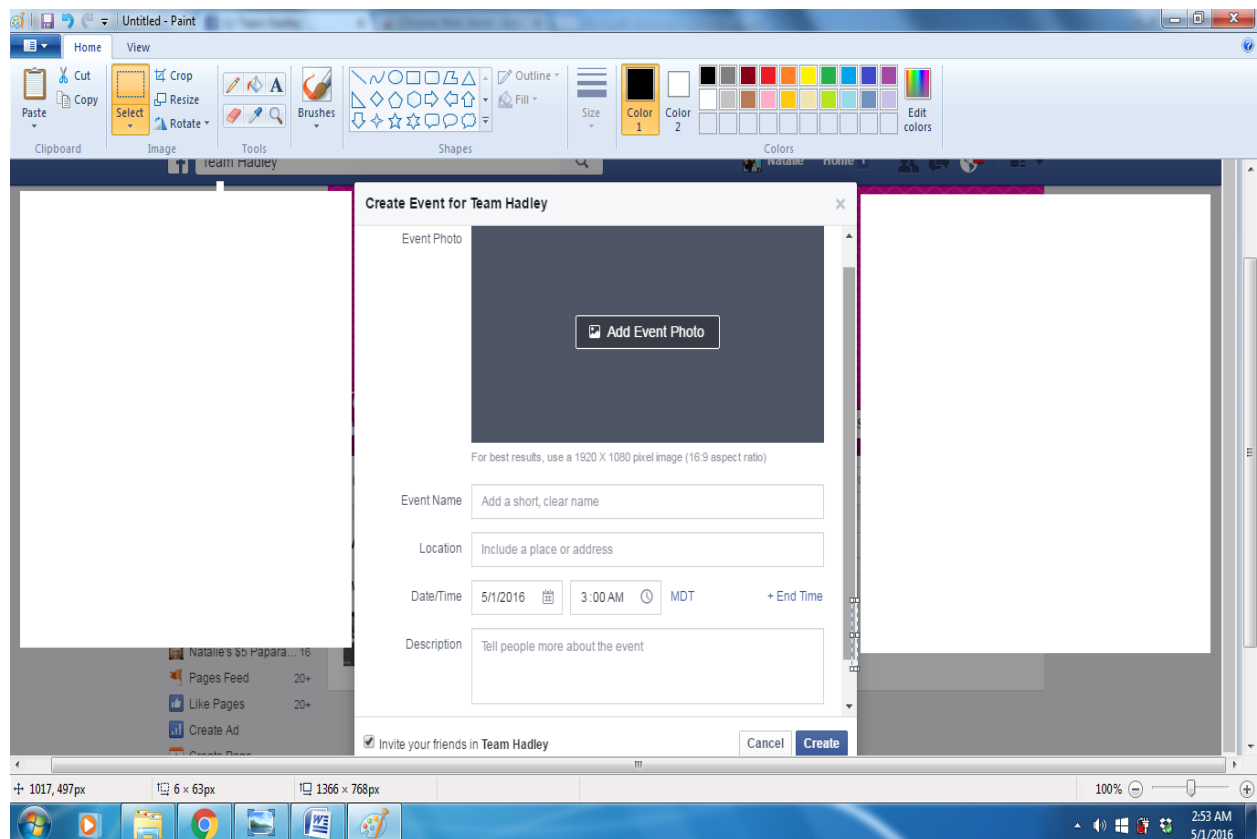 Untitled - Paint
Home View
Cut
Copy
Paste
Clipboard
Select
Crop
Resize
Rotate
Image
A
Tools
Brushes
Outline
Fill
Shapes
Size
Color 1
Color 2
Edit colors
Colors
Team Hadley
Natalie Home
Create Event for Team Hadley
Event Photo
Add Event Photo
For best results, use a 1920 X 1080 pixel image (16:9 aspect ratio)
Event Name Add a short, clear name
Location Include a place or address
Date/Time 5/1/2016 3:00 AM MDT + End Time
Description Tell people more about the event
Natalie's $5 Papara... 16
Pages Feed 20+
Like Pages 20+
Create Ad
Create Page
Invite your friends in Team Hadley Cancel Create
1017, 497px 6 × 63px 1366 × 768px 100%
2:53 AM
5/1/2016